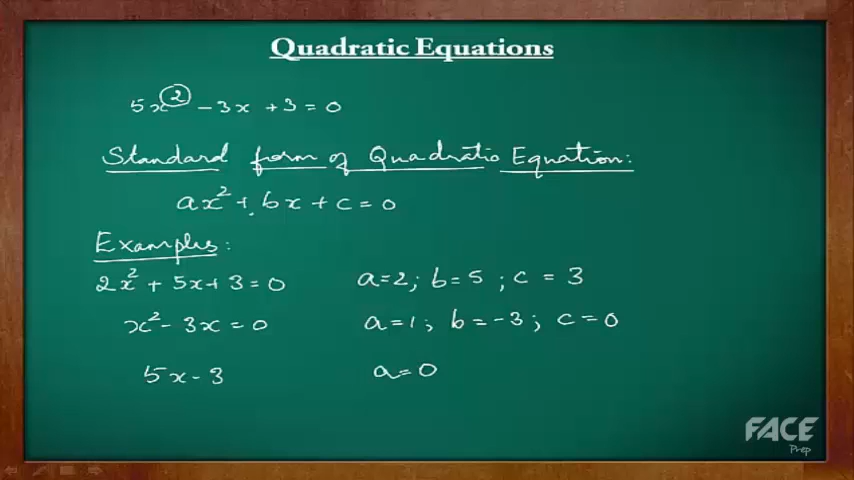 Quadratic Equations
5x² - 3x + 3 = 0
Standard form of Quadratic Equation:
ax² + bx + c = 0
Examples:
2x² + 5x + 3 = 0 a=2; b=5; c=3
x² - 3x = 0 a=1; b=-3; c=0
5x - 3 a=0
FACE
Prep